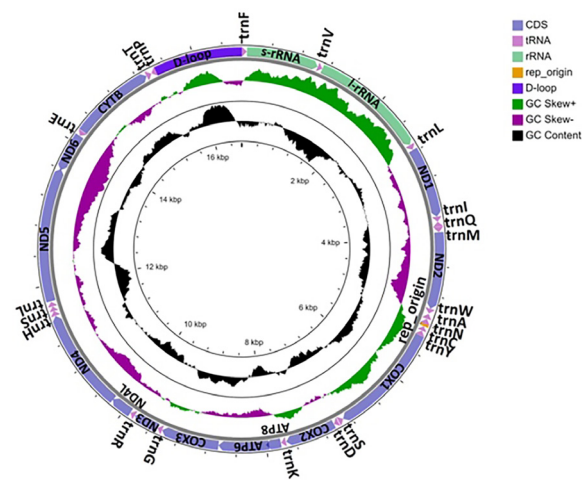 CDS
tRNA
rRNA
rep_origin
D-loop
GC Skew+
GC Skew-
GC Content
trnF
s-rRNA
trnV
l-rRNA
trnL
ND1
trnI
trnQ
trnM
ND2
trnW
trnA
trnN
trnC
trnY
rep_origin
COX1
trnS
trnD
COX2
trnK
ATP8
ATP6
COX3
trnG
ND3
trnR
ND4L
ND4
trnH
trnS
trnL
ND5
ND6
trnE
CYTB
trnT
trnP
D-loop
2 kbp
4 kbp
6 kbp
8 kbp
10 kbp
12 kbp
14 kbp
16 kbp